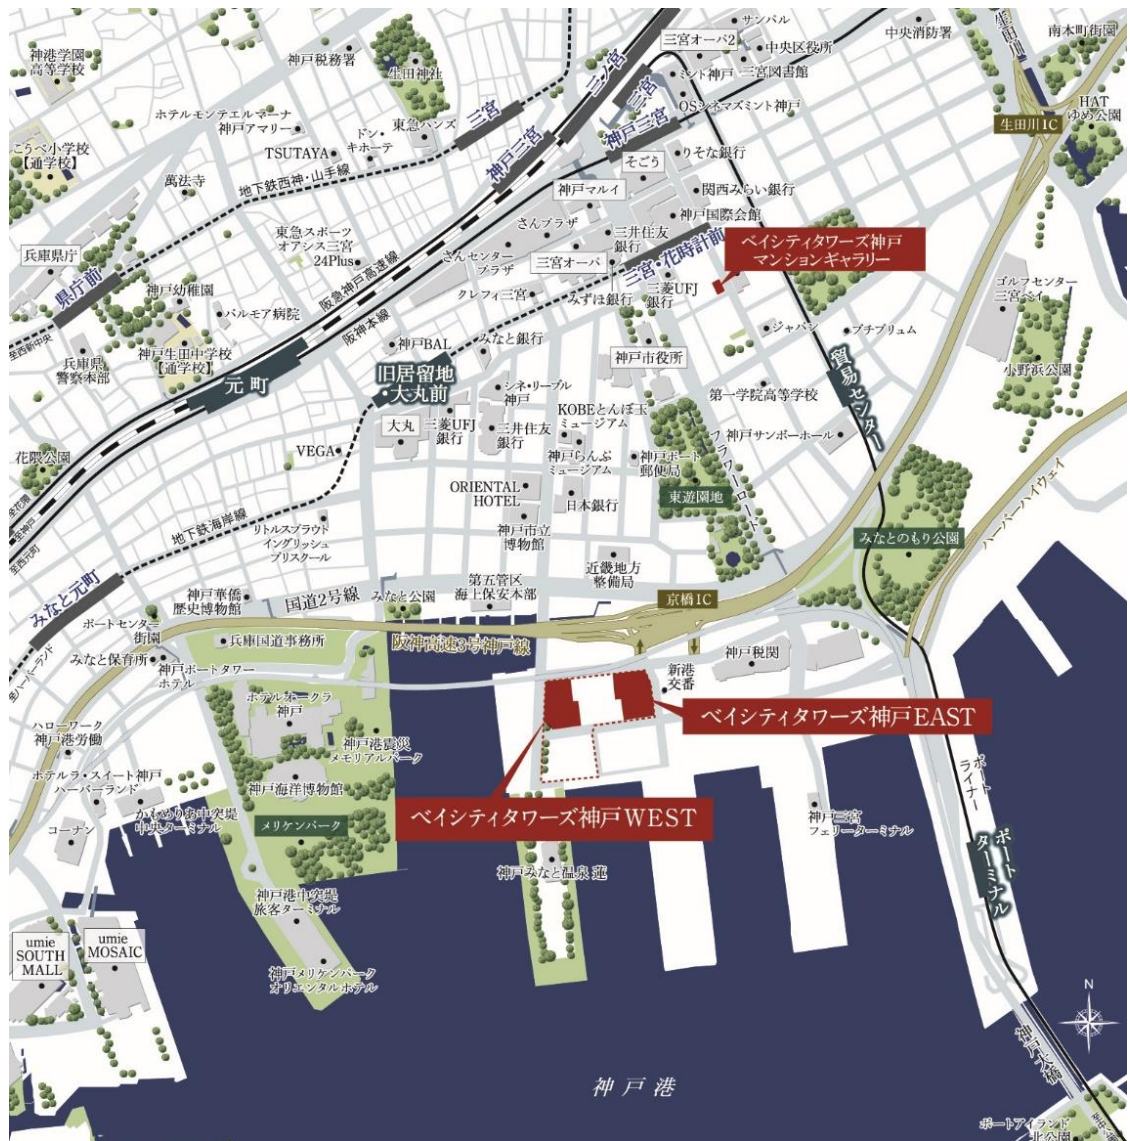 サンパル
三宮オーパ2
中央区役所
中央消防署
生田川
南本町街園
神港学園
高等学校
神戸税務署
生田神社
三ノ宮
三宮
ミント神戸
三宮図書館
OSシネマズミント神戸
HAT
ゆめ公園
生田川IC
ホテルモンテエルマーナ
神戸アマリー
ドン・
キホーテ
東急ハンズ
三宮
神戸三宮
神戸三宮
TSUTAYA
こうべ小学校
【通学校】
萬法寺
地下鉄西神・山手線
そごう
りそな銀行
神戸マルイ
関西みらい銀行
神戸国際会館
さんプラザ
三井住友
銀行
三宮・花時計前
ベイシティタワーズ神戸
マンションギャラリー
兵庫県庁
県庁前
東急スポーツ
オアシス三宮
24Plus
阪急神戸高速線
阪神本線
さんセンター
プラザ
三宮オーパ
クレフィ三宮
みずほ銀行
三菱UFJ
銀行
ゴルフセンター
三宮ベイ
神戸幼稚園
パルモア病院
至西新中央
兵庫県
警察本部
神戸生田中学校
【通学校】
神戸BAL
みなと銀行
神戸市役所
ジャパン
プチプリュム
小野浜公園
元町
旧居留地
・大丸前
シネ・リーブル
神戸
第一学院高等学校
貿易センター
大丸
三菱UFJ
銀行
三井住友
銀行
KOBEとんぼ玉
ミュージアム
フラワーロード
神戸サンボーホール
花隈公園
VEGA
神戸らんぷ
ミュージアム
神戸ポート
郵便局
ORIENTAL
HOTEL
日本銀行
東遊園地
至花隈
至神戸
至西元町
地下鉄海岸線
リトルスプラウト
イングリッシュ
プリスクール
神戸市立
博物館
みなとのもり公園
ハーバーハイウェイ
近畿地方
整備局
みなと元町
神戸華僑
歴史博物館
国道2号線
みなと公園
第五管区
海上保安本部
京橋IC
ポートセンター
街園
兵庫国道事務所
阪神高速3号神戸線
みなと保育所
神戸ポートタワー
ホテル
至ハーバーランド
神戸税関
新港
交番
ホテルオークラ
神戸
ベイシティタワーズ神戸EAST
ハローワーク
神戸港労働
神戸港震災
メモリアルパーク
ホテルラ・スイート神戸
ハーバーランド
神戸海洋博物館
ポート
ライナー
ベイシティタワーズ神戸WEST
かもめりあ中突堤
中央ターミナル
コーナン
メリケンパーク
神戸三宮
フェリーターミナル
ポート
ターミナル
神戸みなと温泉 蓮
神戸港中突堤
旅客ターミナル
umie
SOUTH
MALL
umie
MOSAIC
神戸メリケンパーク
オリエンタルホテル
N
神戸大橋
神戸港
ポートアイランド
北公園